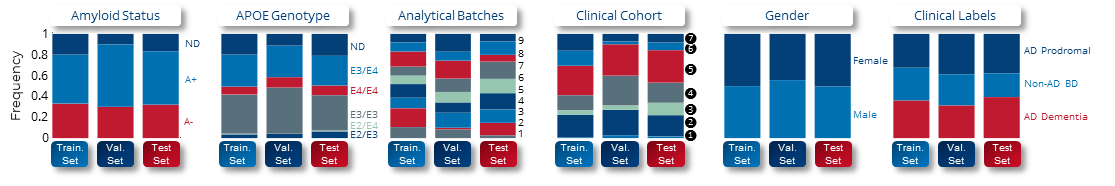 Amyloid Status
APOE Genotype
Analytical Batches
Clinical Cohort
Gender
Clinical Labels
Frequency
1
0.8
0.6
0.4
0.2
0
ND
A+
A-
Train. Set
Val. Set
Test Set
ND
E3/E4
E4/E4
E3/E3
E2/E4
E2/E3
Train. Set
Val. Set
Test Set
9
8
7
6
5
4
3
2
1
Train. Set
Val. Set
Test Set
7
6
5
4
3
2
1
Train. Set
Val. Set
Test Set
Female
Male
Train. Set
Val. Set
Test Set
AD Prodromal
Non-AD BD
AD Dementia
Train. Set
Val. Set
Test Set